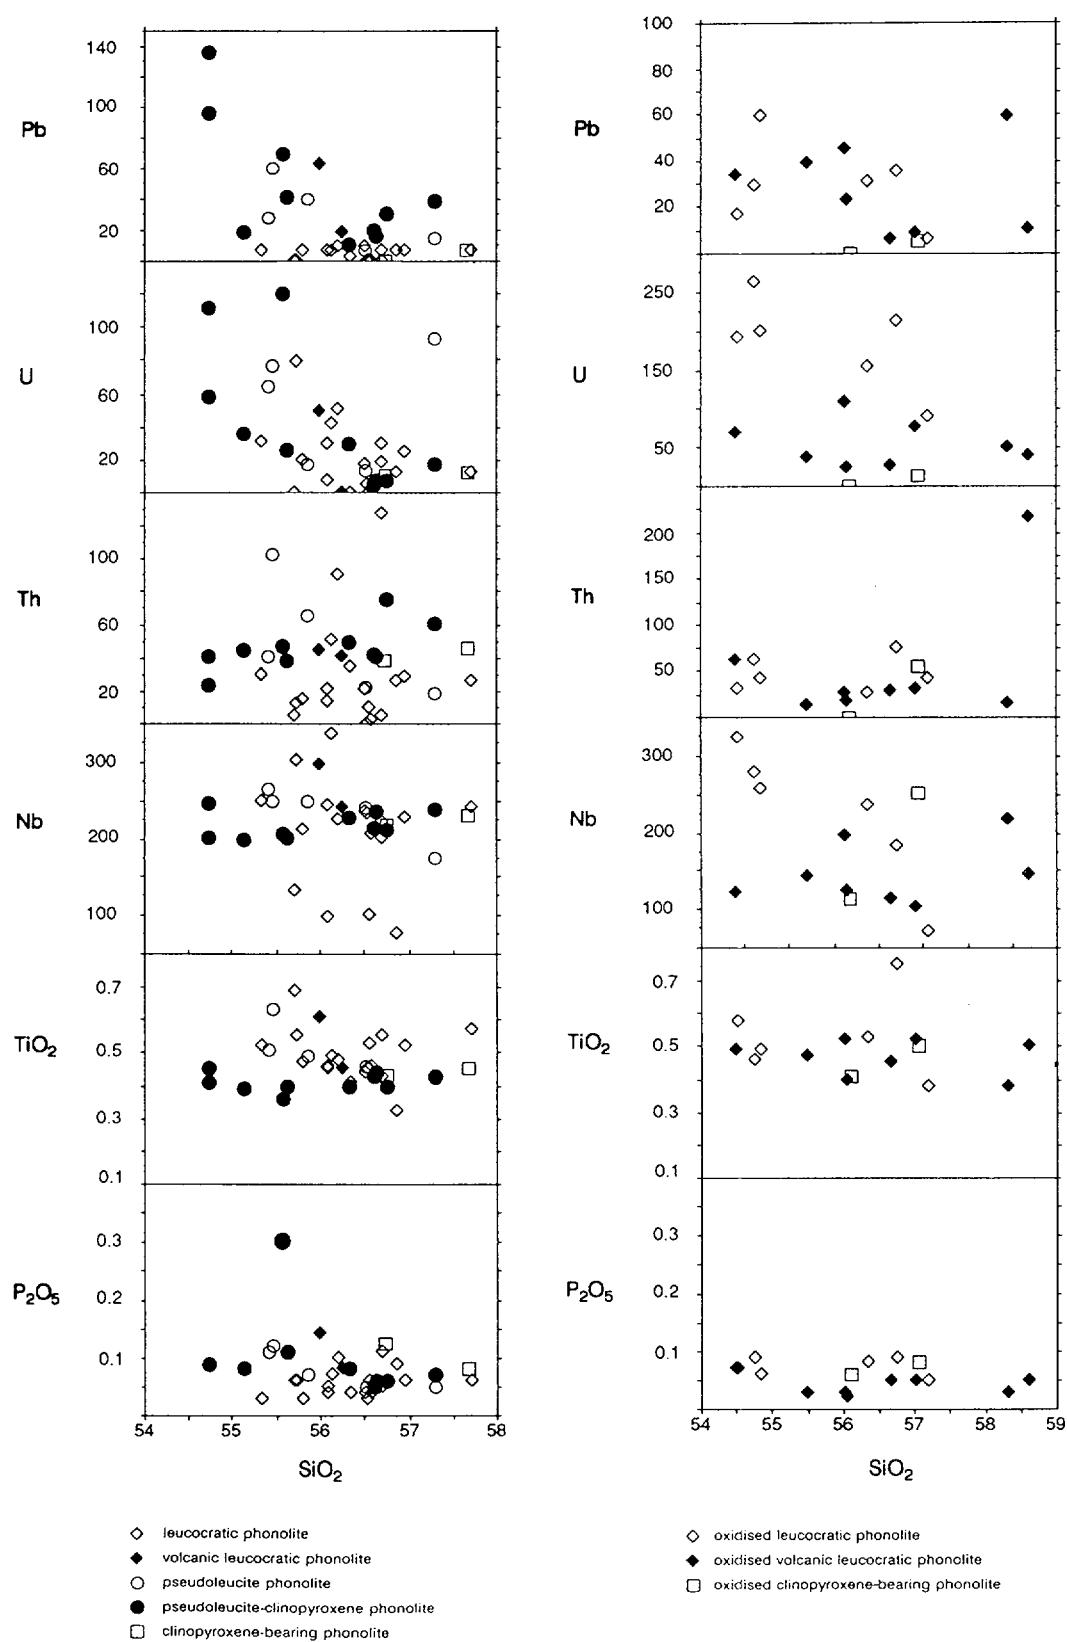 Pb
140
100
60
20
U
100
60
20
Th
100
60
20
Nb
300
200
100
TiO₂
0.7
0.5
0.3
0.1
P₂O₅
0.3
0.2
0.1
54 55 56 57 58
SiO₂
◇ leucocratic phonolite
◆ volcanic leucocratic phonolite
○ pseudoleucite phonolite
● pseudoleucite-clinopyroxene phonolite
□ clinopyroxene-bearing phonolite
Pb
100
80
60
40
20
U
250
150
50
Th
200
150
100
50
Nb
300
200
100
TiO₂
0.7
0.5
0.3
0.1
P₂O₅
0.3
0.2
0.1
54 55 56 57 58 59
SiO₂
◇ oxidised leucocratic phonolite
◆ oxidised volcanic leucocratic phonolite
□ oxidised clinopyroxene-bearing phonolite